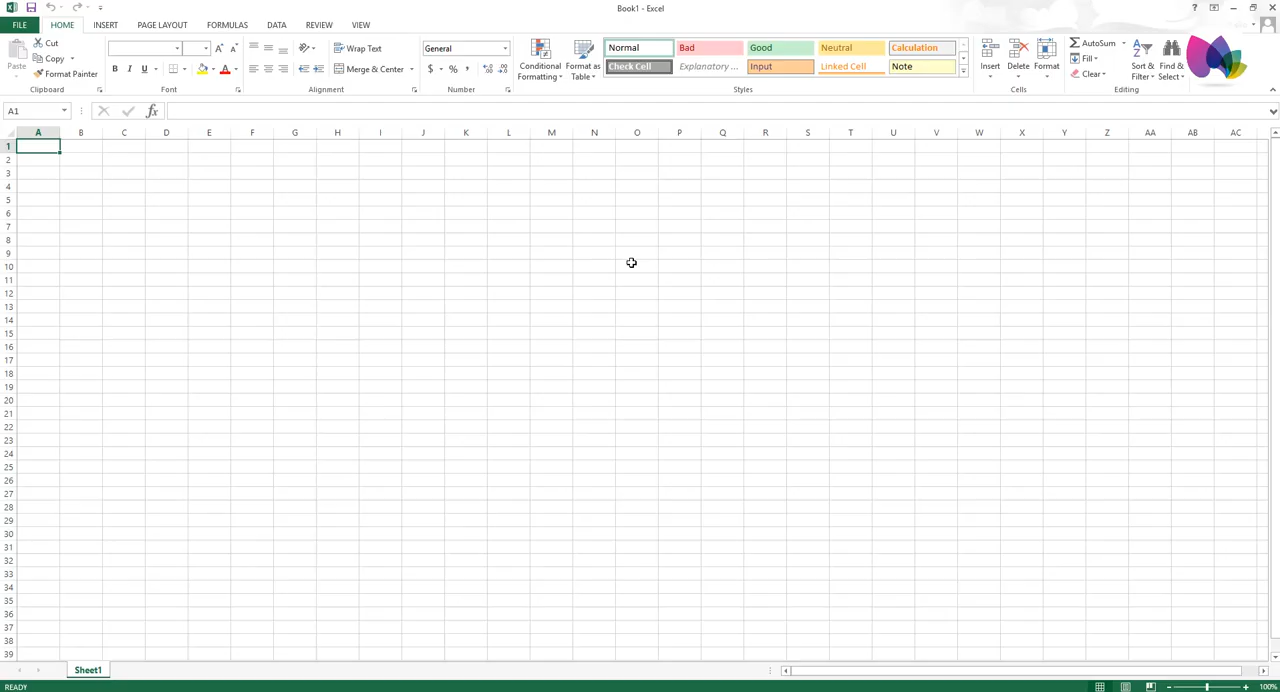 Book1 - Excel
?
FILE HOME INSERT PAGE LAYOUT FORMULAS DATA REVIEW VIEW
Paste
Cut
Copy
Format Painter
Clipboard
B U A
Font
Wrap Text
Merge & Center
Alignment
General
$ % ,
Number
Conditional Formatting
Format as Table
Normal Bad Good Neutral Calculation
Check Cell Explanatory ... Input Linked Cell Note
Styles
Insert Delete Format
Cells
AutoSum
Fill
Clear
Sort & Filter
Find & Select
Editing
A1
fx
A B C D E F G H I J K L M N O P Q R S T U V W X Y Z AA AB AC
1
2
3
4
5
6
7
8
9
10
11
12
13
14
15
16
17
18
19
20
21
22
23
24
25
26
27
28
29
30
31
32
33
34
35
36
37
38
39
Sheet1
READY
100%